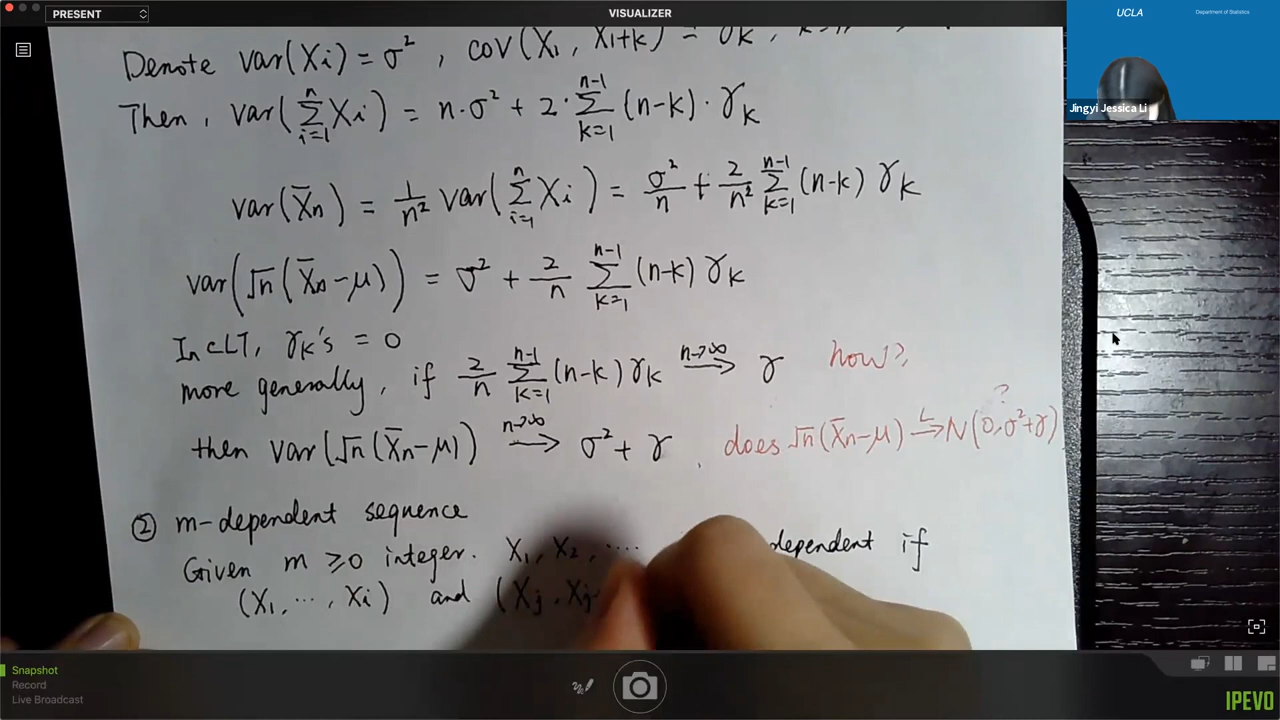 PRESENT
VISUALIZER
UCLA
Department of Statistics
Jingyi Jessica Li
Denote var(Xi) = σ², cov(X1, X1+k) = γk,
Then, var(∑_{i=1}^{n} Xi) = n·σ² + 2·∑_{k=1}^{n-1} (n-k)·γk
var(X̄n) = 1/n² var(∑_{i=1}^{n} Xi) = σ²/n + 2/n² ∑_{k=1}^{n-1} (n-k) γk
var(√n(X̄n-μ)) = σ² + 2/n ∑_{k=1}^{n-1} (n-k) γk
In CLT, γk's = 0
more generally, if 2/n ∑_{k=1}^{n-1} (n-k) γk →^{n→∞} γ how?
then var(√n(X̄n-μ)) →^{n→∞} σ² + γ, does √n(X̄n-μ) →^{L} N(0, σ²+γ) ?
② m-dependent sequence
Given m ≥ 0 integer. X1, X2, ···· dependent if
(X1, ···, Xi) and (Xj, Xj
Snapshot
Record
Live Broadcast
IPEVO